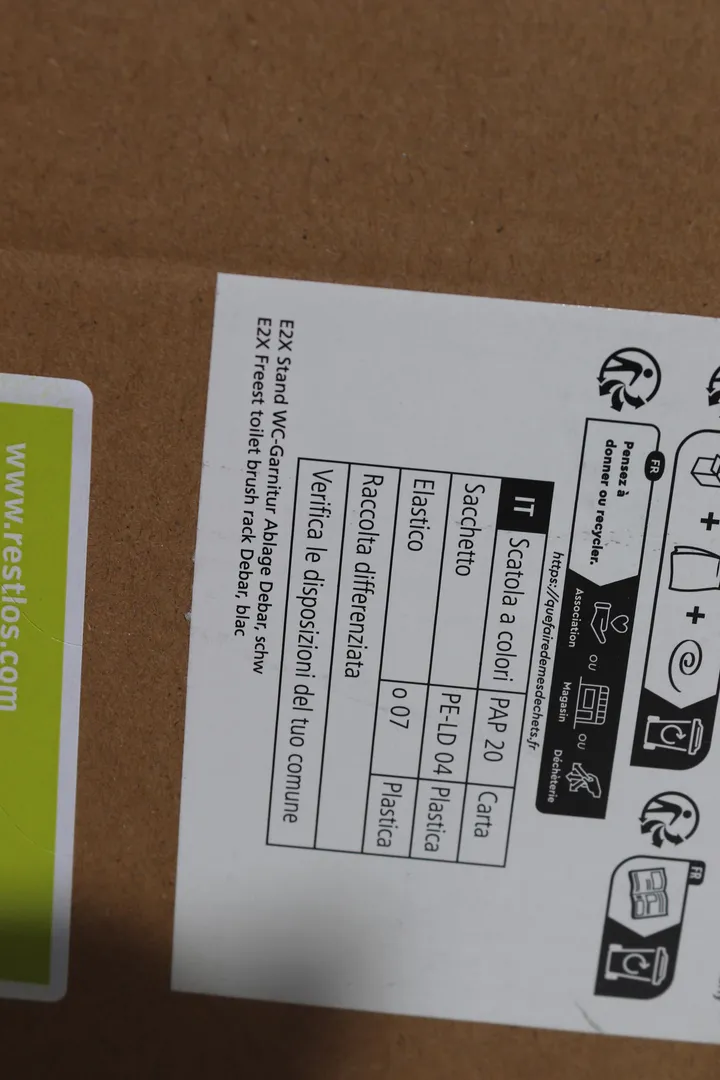 +
+
FR
FR
Pensez à
donner ou recycler.
Association
OU
Magasin
OU
Déchèterie
https://quefairedemesdechets.fr
IT Scatola a colori PAP 20 Carta
Sacchetto PE-LD 04 Plastica
Elastico o 07 Plastica
Raccolta differenziata
Verifica le disposizioni del tuo comune
E2X Stand WC-Garnitur Ablage Debar, schw
E2X Freest toilet brush rack Debar, blac
www.restlos.com